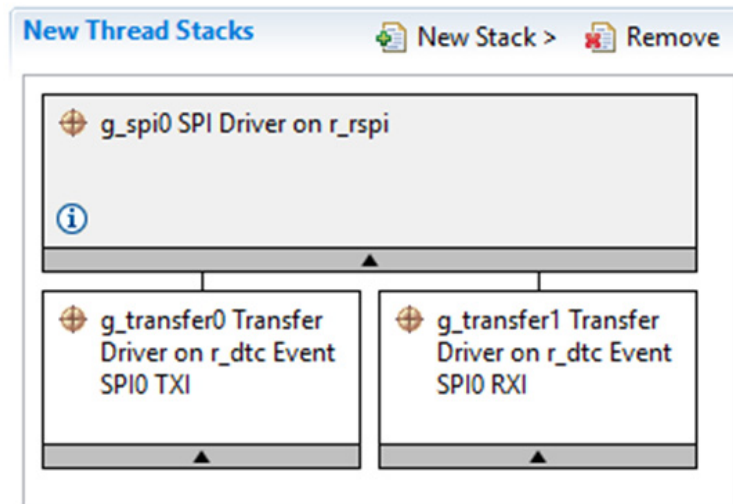 New Thread Stacks
New Stack >
Remove
g_spi0 SPI Driver on r_rspi
g_transfer0 Transfer
Driver on r_dtc Event
SPI0 TXI
g_transfer1 Transfer
Driver on r_dtc Event
SPI0 RXI